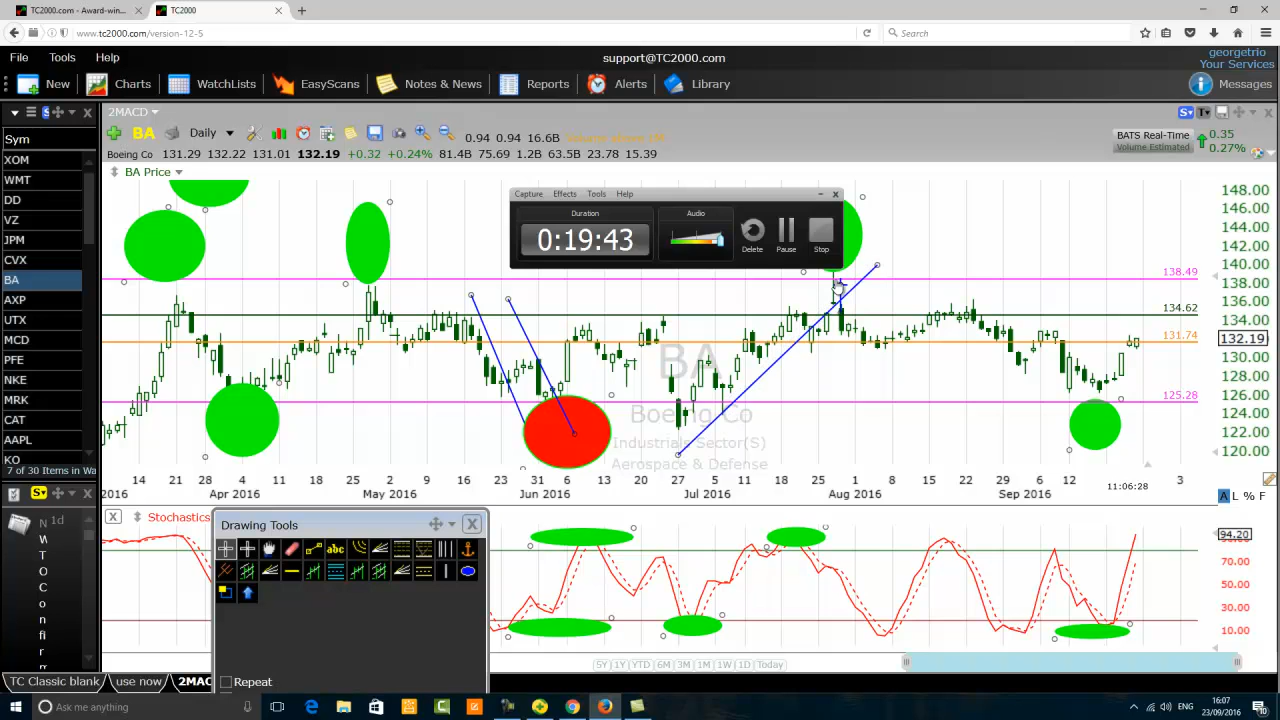 TC2000.com - Award-win...
TC2000
www.tc2000.com/version-12-5
Search
File Tools Help
support@TC2000.com
georgetrio
Your Services
New Charts WatchLists EasyScans Notes & News Reports Alerts Library
Messages
2MACD
Sym
BA Daily 0.94 0.94 16.6B
BATS Real-Time
Volume Estimated
0.35
0.27%
Boeing Co 131.29 132.22 131.01 132.19 +0.32 +0.24% 81.4B 75.69 1.2B 63.5B 23.78 15.39
BA Price
XOM
WMT
DD
VZ
JPM
CVX
BA
AXP
UTX
MCD
PFE
NKE
MRK
CAT
AAPL
KO
7 of 30 Items in Wa
Capture Effects Tools Help
Duration
0:19:43
Audio
Delete Pause Stop
148.00
146.00
144.00
142.00
140.00
138.49
138.00
136.00
134.62
134.00
131.74
132.19
130.00
128.00
126.00
125.28
124.00
122.00
120.00
BA
Boeing Co
Industrials Sector(S)
Aerospace & Defense
14 21 28 11 18 25 9 16 23 31 6 13 20 27 5 11 18 25 1 8 15 22 29 6 12 3
2016 Apr 2016 May 2016 Jun 2016 Jul 2016 Aug 2016 Sep 2016
11:06:28
A L % F
N 1d
W
T
O
C
o
n
fi
r
m
Stochastics
Drawing Tools
abc
Repeat
94.20
70.00
50.00
30.00
10.00
5Y 1Y YTD 6M 3M 1M 1W 1D Today
TC Classic blank use now 2MAC
Ask me anything
16:07
23/09/2016